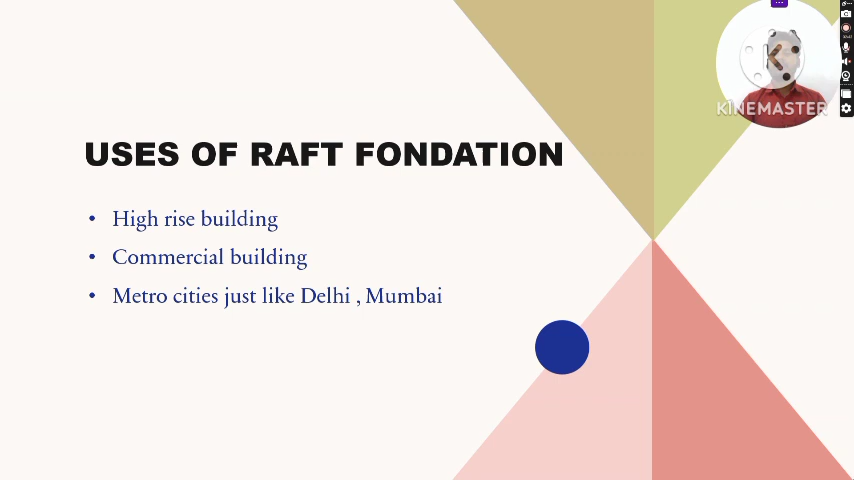 KINEMASTER
USES OF RAFT FONDATION
• High rise building
• Commercial building
• Metro cities just like Delhi , Mumbai